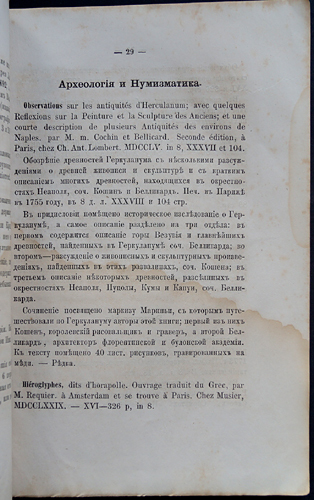 — 29 —
Археологія и Нумизматика.
Observations sur les antiquités d'Herculanum; avec quelques
Reflexions sur la Peinture et la Sculpture des Anciens; et une
courte description de plusieurs Antiquités des environs de
Naples. par M. m. Cochin et Bellicard. Seconde édition, à
Paris, chez Ch. Ant. Lombert. MDCCLV. in 8, XXXVII et 104.
Обозрѣніе древностей Геркуланума съ нѣсколькими разсуж-
деніями о древней живописи и скульптурѣ и съ краткимъ
описаніемъ многихъ древностей, находящихся въ окрестно-
стяхъ Неаполя, соч. Кошинъ и Белликардъ. Печ. въ Парижѣ
въ 1755 году, въ 8 д. л. XXXVIII и 104 стр.
Въ предисловіи помѣщено историческое изслѣдованіе о Гер-
куланумѣ, а самое описаніе раздѣлено на три отдѣла: въ
первомъ содержится описаніе горы Везувія и главнѣйшихъ
древностей, найденныхъ въ Геркуланумѣ соч. Белликарда; во
второмъ—разсужденіе о живописныхъ и скульптурныхъ произве-
деніяхъ, найденныхъ въ этихъ развалинахъ, соч. Кошена; въ
третьемъ описаніе нѣкоторыхъ древностей, разсѣянныхъ въ
окрестностяхъ Неаполя, Пуцолы, Кумы и Капуи, соч. Белли-
карда.
Сочиненіе посвящено маркизу Мариньи, съ которымъ путе-
шествовали по Геркулануму авторы этой книги; первый изъ нихъ
Кошенъ, королевскій рисовальщикъ и граверъ, а второй Бел-
ликардъ, архитекторъ флорентинской и булонской академіи.
Къ тексту помѣщено 40 лист. рисунковъ, гравированныхъ на
мѣди. — Рѣдка.
Hiéroglyphes, dits d'horapolle. Ouvrage traduit du Grec, par
M. Requier. à Amsterdam et se trouve à Paris. Chez Musier,
MDCCLXXIX. — XVI—326 p, in 8.